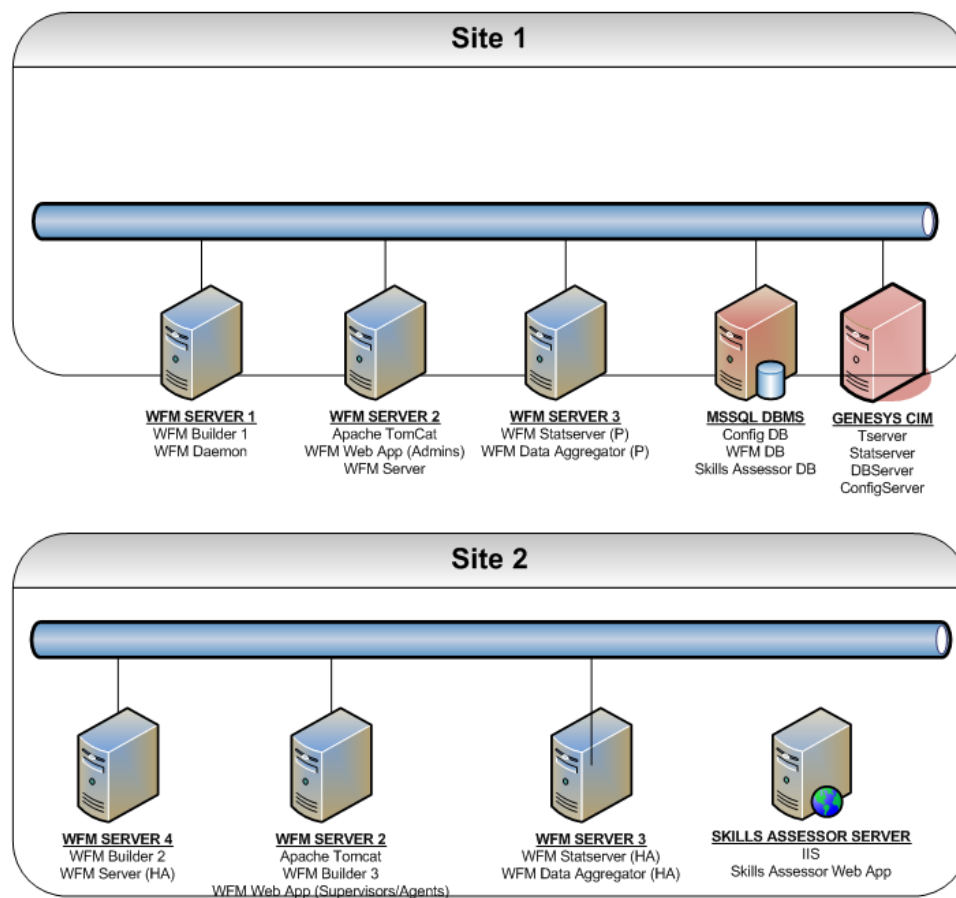 Site 1
WFM SERVER 1
WFM Builder 1
WFM Daemon
WFM SERVER 2
Apache TomCat
WFM Web App (Admins)
WFM Server
WFM SERVER 3
WFM Statserver (P)
WFM Data Aggregator (P)
MSSQL DBMS
Config DB
WFM DB
Skills Assessor DB
GENESYS CIM
Tserver
Statserver
DBServer
ConfigServer
Site 2
WFM SERVER 4
WFM Builder 2
WFM Server (HA)
WFM SERVER 2
Apache Tomcat
WFM Builder 3
WFM Web App (Supervisors/Agents)
WFM SERVER 3
WFM Statserver (HA)
WFM Data Aggregator (HA)
SKILLS ASSESSOR SERVER
IIS
Skills Assessor Web App